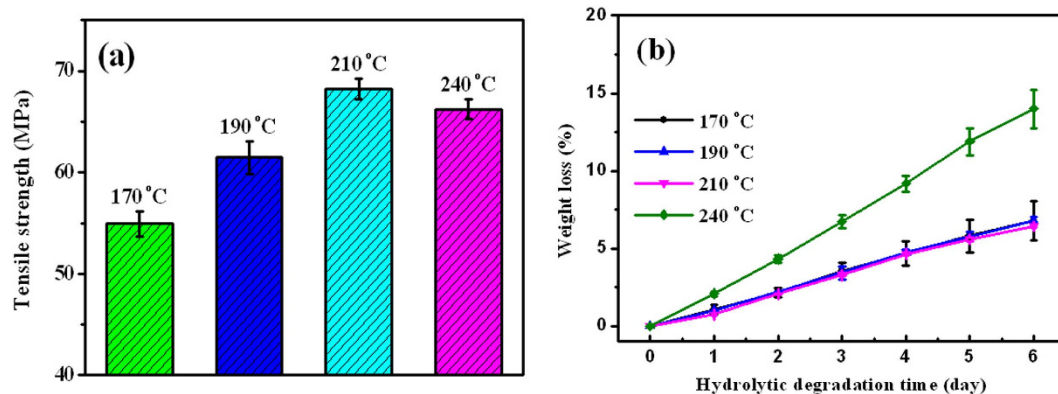 (a)
Tensile strength (MPa)
70
60
50
40
170 °C
190 °C
210 °C
240 °C
(b)
Weight loss (%)
20
15
10
5
0
170 °C
190 °C
210 °C
240 °C
0 1 2 3 4 5 6
Hydrolytic degradation time (day)